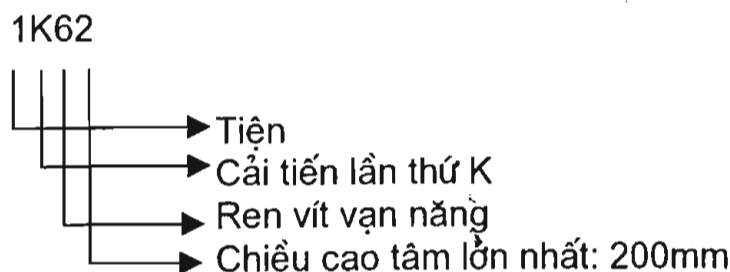 1K62
Tiện
Cải tiến lần thứ K
Ren vít vạn năng
Chiều cao tâm lớn nhất: 200mm